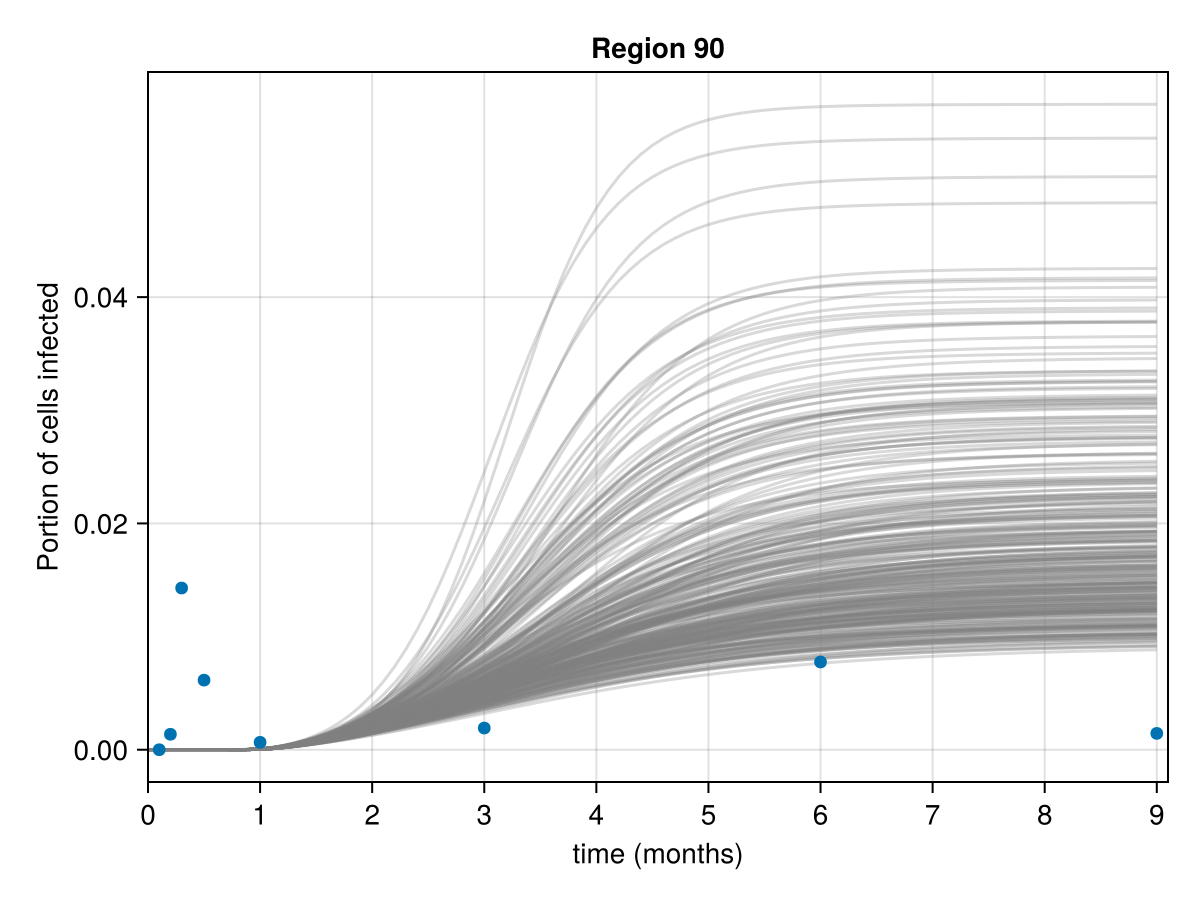 Region 90
Portion of cells infected
0.04
0.02
0.00
0 1 2 3 4 5 6 7 8 9
time (months)